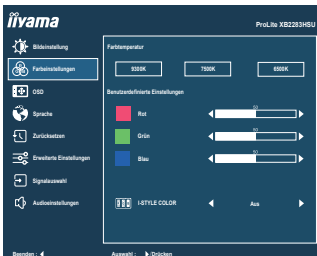 iiyama
ProLite XB2283HSU
Bildeinstellung
Farbeinstellungen
OSD
Sprache
Zurücksetzen
Erweiterte Einstellungen
Signalauswahl
Audioeinstellungen
Farbtemperatur
9300K 7500K 6500K
Benutzerdefinierte Einstellungen
Rot 50
Grün 50
Blau 50
I-STYLE COLOR Aus
Beenden : Auswahl : /Drücken